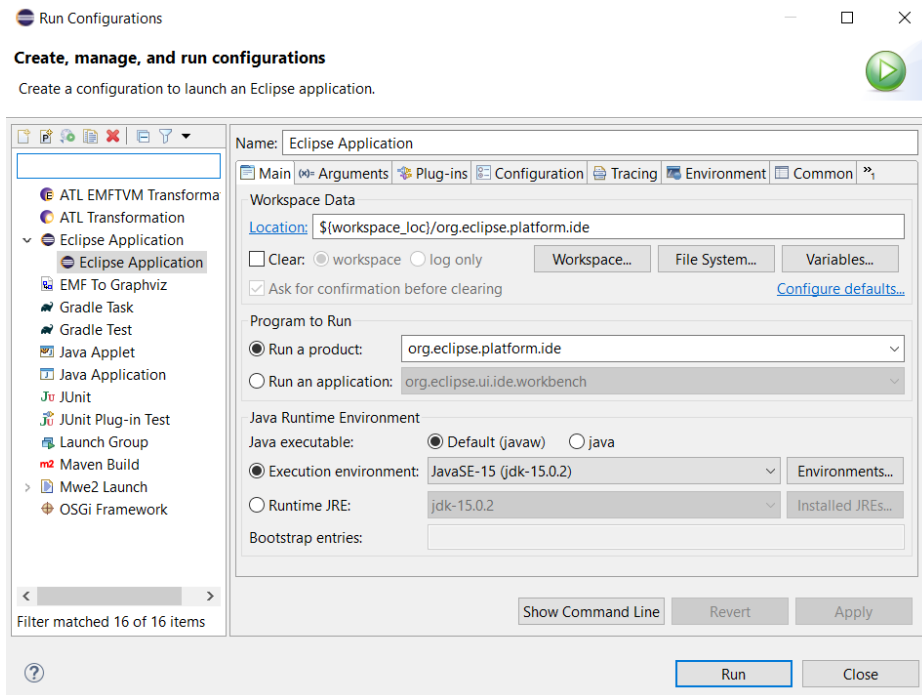 Run Configurations
Create, manage, and run configurations
Create a configuration to launch an Eclipse application.
ATL EMFTVM Transforma
ATL Transformation
Eclipse Application
Eclipse Application
EMF To Graphviz
Gradle Task
Gradle Test
Java Applet
Java Application
JUnit
JUnit Plug-in Test
Launch Group
Maven Build
Mwe2 Launch
OSGi Framework
Filter matched 16 of 16 items
Name: Eclipse Application
Main Arguments Plug-ins Configuration Tracing Environment Common »1
Workspace Data
Location: ${workspace_loc}/org.eclipse.platform.ide
Clear: workspace log only Workspace... File System... Variables...
Ask for confirmation before clearing Configure defaults...
Program to Run
Run a product: org.eclipse.platform.ide
Run an application: org.eclipse.ui.ide.workbench
Java Runtime Environment
Java executable: Default (javaw) java
Execution environment: JavaSE-15 (jdk-15.0.2) Environments...
Runtime JRE: jdk-15.0.2 Installed JREs...
Bootstrap entries:
Show Command Line Revert Apply
Run Close